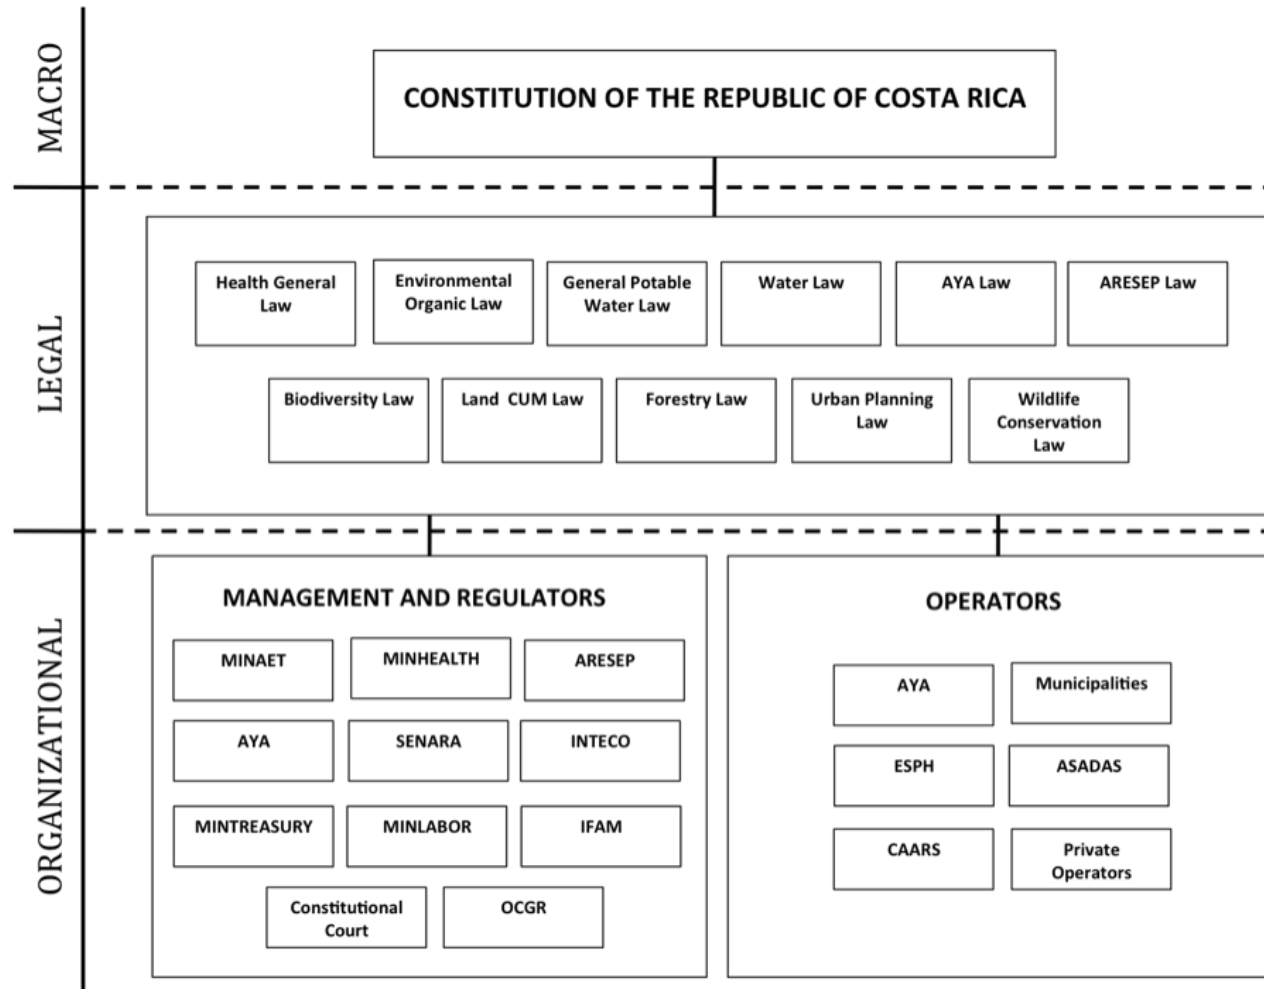 MACRO
CONSTITUTION OF THE REPUBLIC OF COSTA RICA
LEGAL
Health General
Law
Environmental
Organic Law
General Potable
Water Law
Water Law
AYA Law
ARESEP Law
Biodiversity Law
Land CUM Law
Forestry Law
Urban Planning
Law
Wildlife
Conservation
Law
ORGANIZATIONAL
MANAGEMENT AND REGULATORS
MINAET
MINHEALTH
ARESEP
AYA
SENARA
INTECO
MINTREASURY
MINLABOR
IFAM
Constitutional
Court
OCGR
OPERATORS
AYA
Municipalities
ESPH
ASADAS
CAARS
Private
Operators